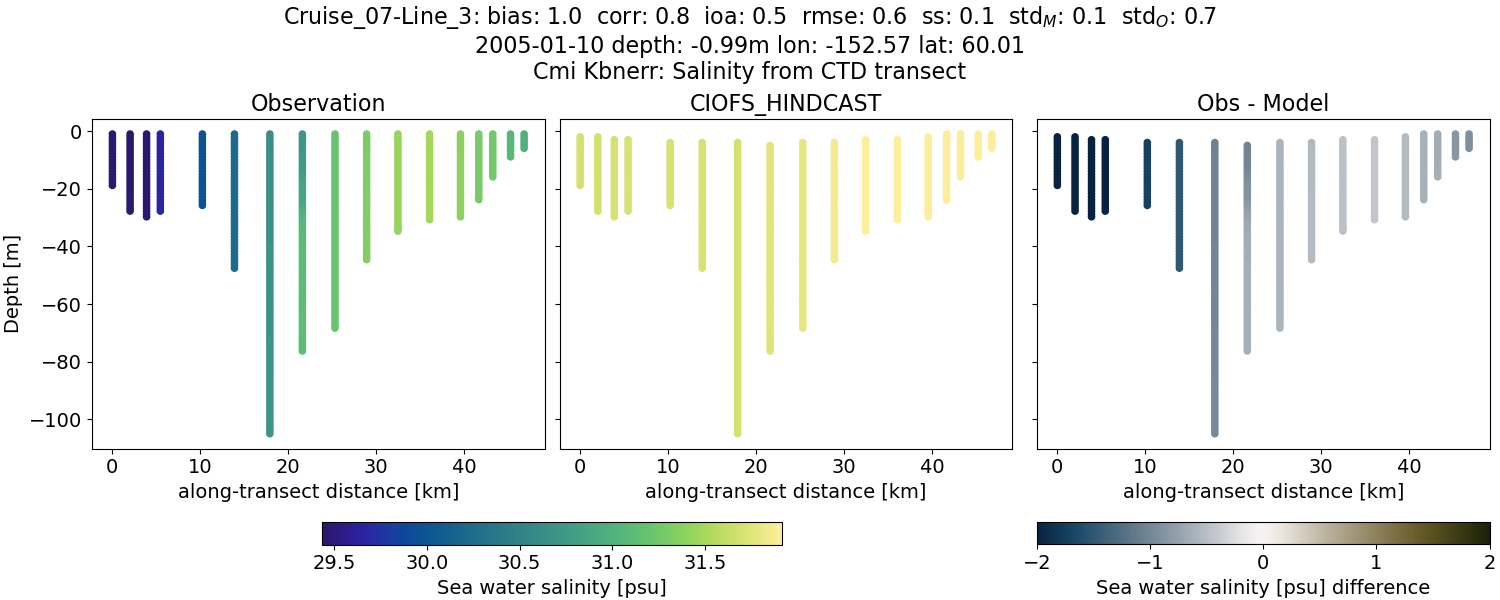 Cruise_07-Line_3: bias: 1.0 corr: 0.8 ioa: 0.5 rmse: 0.6 ss: 0.1 std_M: 0.1 std_O: 0.7
2005-01-10 depth: -0.99m lon: -152.57 lat: 60.01
Cmi Kbnerr: Salinity from CTD transect
Observation
CIOFS_HINDCAST
Obs - Model
Depth [m]
0
−20
−40
−60
−80
−100
0 10 20 30 40
along-transect distance [km]
0 10 20 30 40
along-transect distance [km]
0 10 20 30 40
along-transect distance [km]
29.5 30.0 30.5 31.0 31.5
Sea water salinity [psu]
−2 −1 0 1 2
Sea water salinity [psu] difference